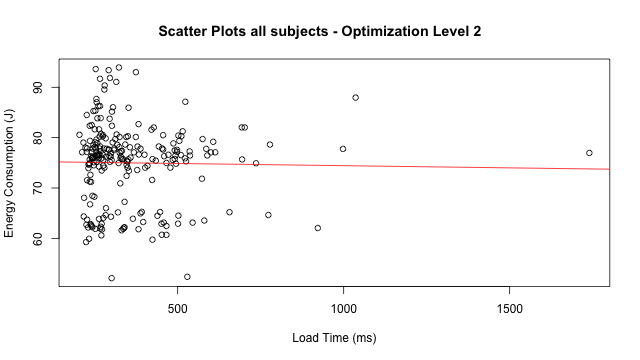 Scatter Plots all subjects - Optimization Level 2
Energy Consumption (J)
90
80
70
60
500
1000
1500
Load Time (ms)